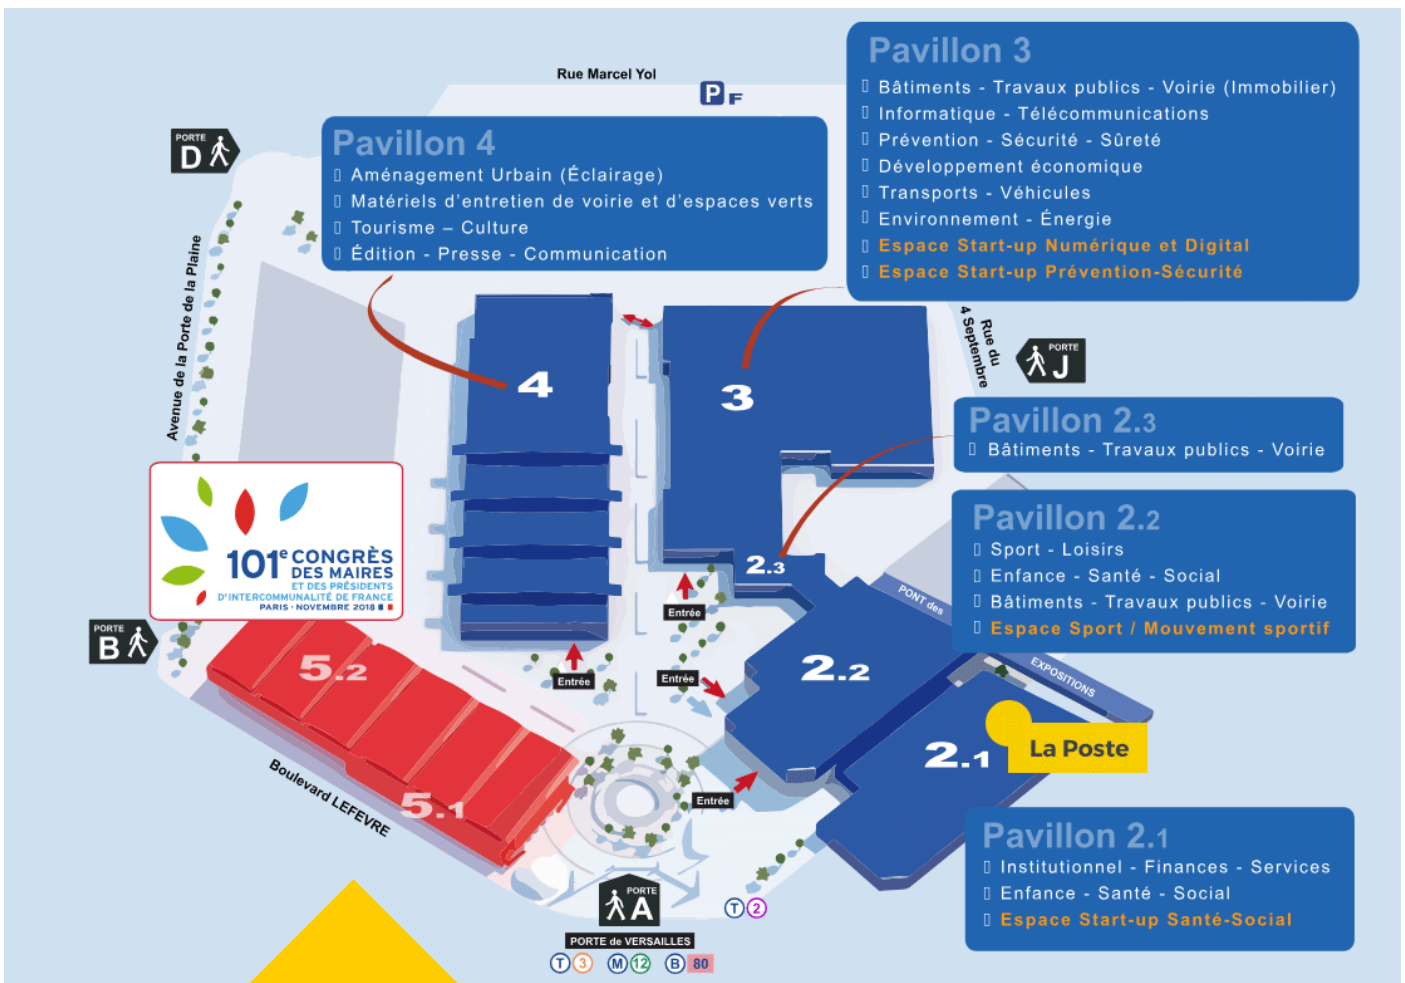 Rue Marcel Yol
P F
PORTE
D
Pavillon 4
Aménagement Urbain (Éclairage)
Matériels d'entretien de voirie et d'espaces verts
Tourisme – Culture
Édition - Presse - Communication
Pavillon 3
Bâtiments - Travaux publics - Voirie (Immobilier)
Informatique - Télécommunications
Prévention - Sécurité - Sûreté
Développement économique
Transports - Véhicules
Environnement - Énergie
Espace Start-up Numérique et Digital
Espace Start-up Prévention-Sécurité
Avenue de la Porte de la Plaine
Rue du
4 Septembre
PORTE
J
4
3
Pavillon 2.3
Bâtiments - Travaux publics - Voirie
101e CONGRÈS
DES MAIRES
ET DES PRÉSIDENTS
D'INTERCOMMUNALITÉ DE FRANCE
PARIS • NOVEMBRE 2018
Pavillon 2.2
Sport - Loisirs
Enfance - Santé - Social
Bâtiments - Travaux publics - Voirie
Espace Sport / Mouvement sportif
2.3
PONT des
EXPOSITIONS
Entrée
PORTE
B
5.2
Entrée
Entrée
2.2
2.1
La Poste
Boulevard LEFEVRE
5.1
Entrée
Pavillon 2.1
Institutionnel - Finances - Services
Enfance - Santé - Social
Espace Start-up Santé-Social
PORTE
A
T 2
PORTE de VERSAILLES
T 3 M 12 B 80